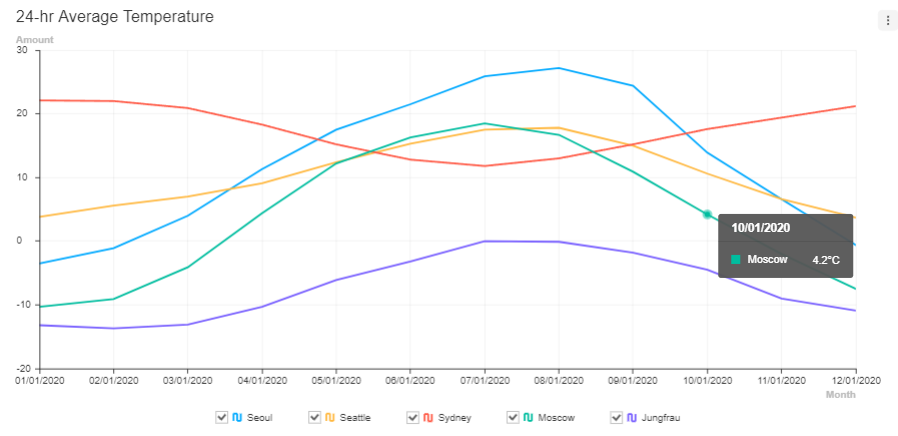 24-hr Average Temperature
Amount
30
20
10
0
-10
-20
10/01/2020
Moscow 4.2°C
01/01/2020 02/01/2020 03/01/2020 04/01/2020 05/01/2020 06/01/2020 07/01/2020 08/01/2020 09/01/2020 10/01/2020 11/01/2020 12/01/2020
Month
Seoul Seattle Sydney Moscow Jungfrau